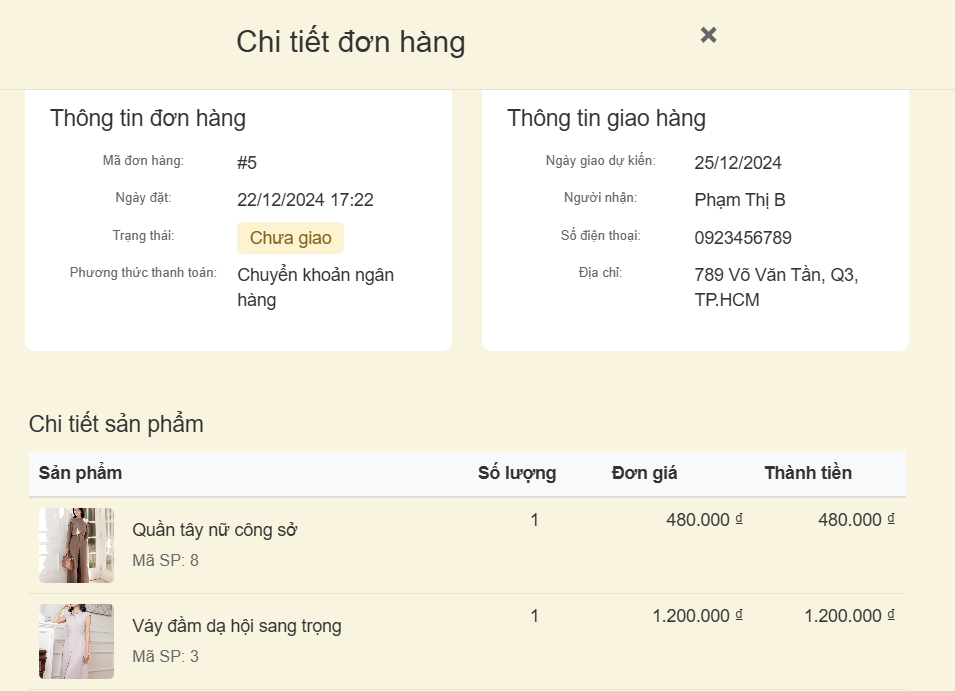 Chi tiết đơn hàng
×
Thông tin đơn hàng
Mã đơn hàng: #5
Ngày đặt: 22/12/2024 17:22
Trạng thái: Chưa giao
Phương thức thanh toán: Chuyển khoản ngân
hàng
Thông tin giao hàng
Ngày giao dự kiến: 25/12/2024
Người nhận: Phạm Thị B
Số điện thoại: 0923456789
Địa chỉ: 789 Võ Văn Tần, Q3,
TP.HCM
Chi tiết sản phẩm
Sản phẩm Số lượng Đơn giá Thành tiền
Quần tây nữ công sở 1 480.000 ₫ 480.000 ₫
Mã SP: 8
Váy đầm dạ hội sang trọng 1 1.200.000 ₫ 1.200.000 ₫
Mã SP: 3